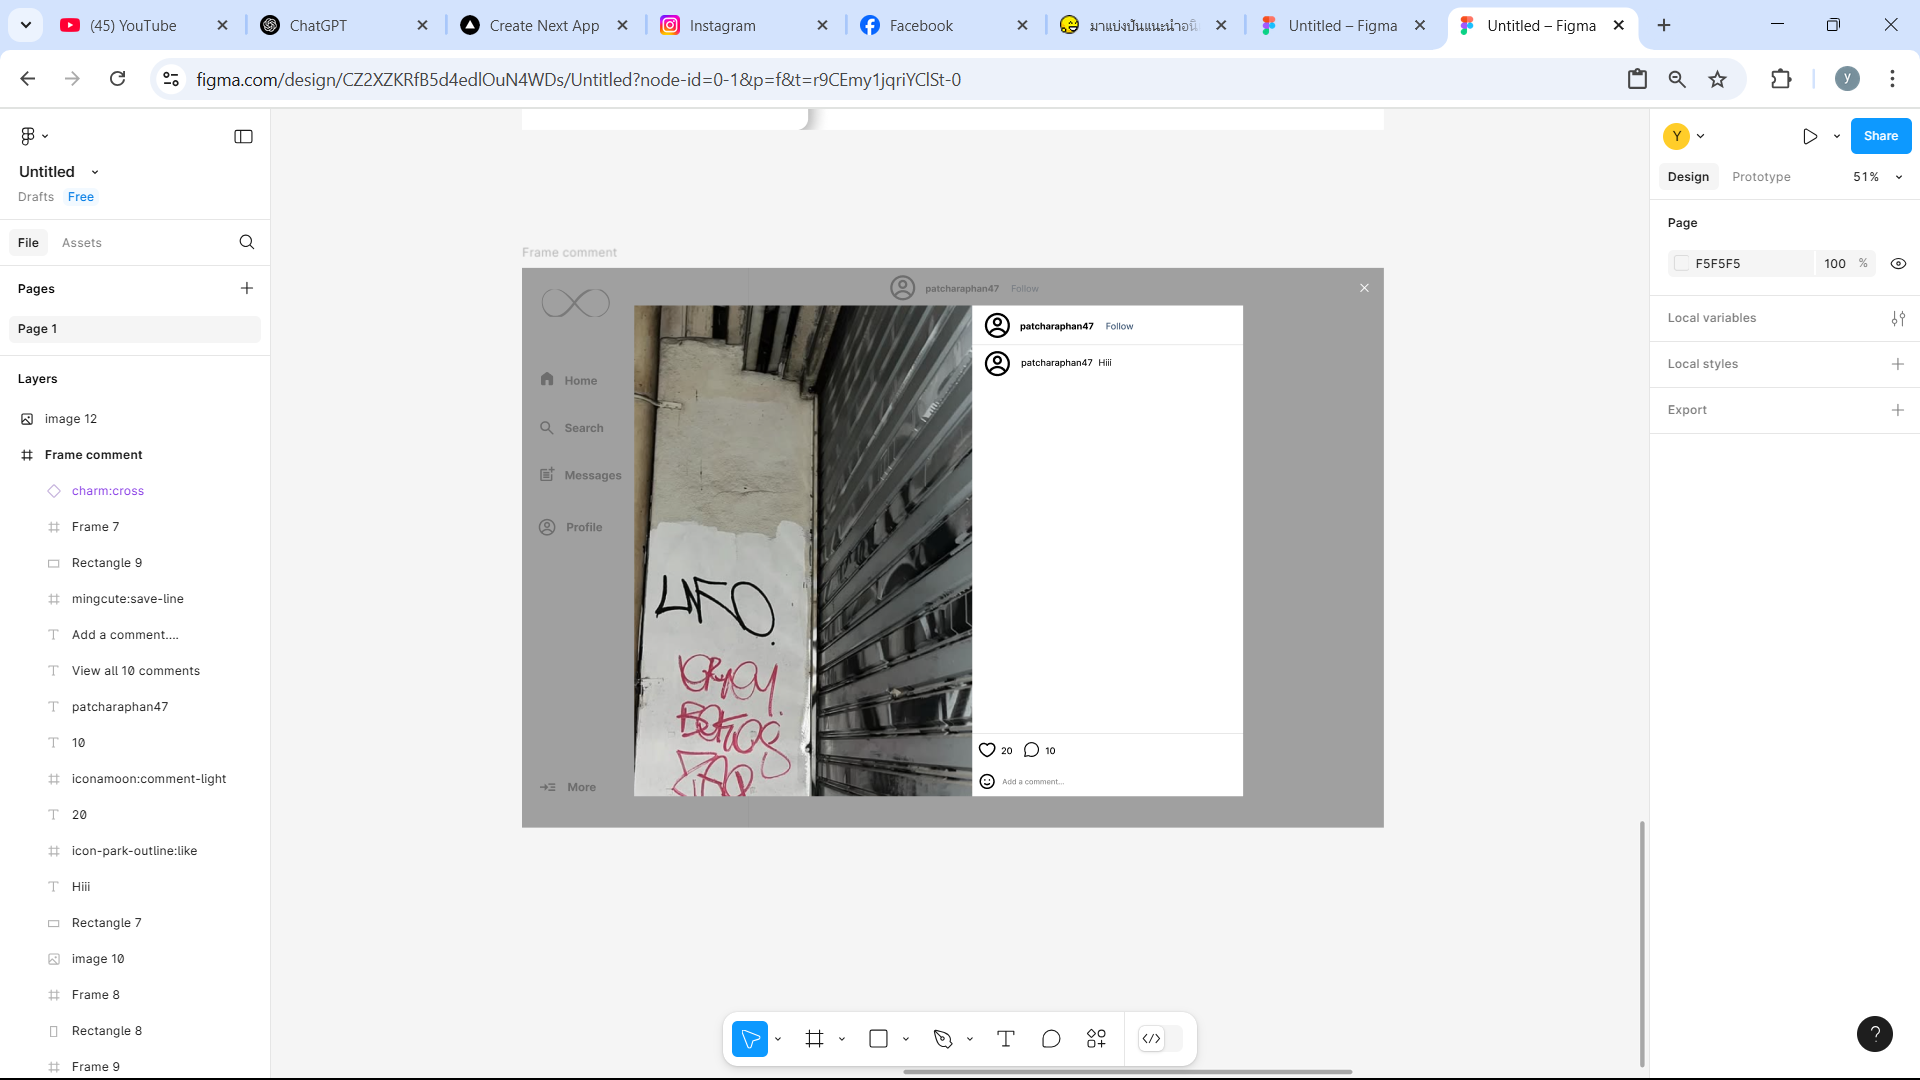 (45) YouTube
ChatGPT
Create Next App
Instagram
Facebook
มาแบ่งปันแนะนำอนิ
Untitled – Figma
Untitled – Figma
figma.com/design/CZ2XZKRfB5d4edlOuN4WDs/Untitled?node-id=0-1&p=f&t=r9CEmy1jqriYClSt-0
y
Untitled
Drafts
Free
File
Assets
Pages
Page 1
Layers
image 12
Frame comment
charm:cross
Frame 7
Rectangle 9
mingcute:save-line
Add a comment....
View all 10 comments
patcharaphan47
10
iconamoon:comment-light
20
icon-park-outline:like
Hiii
Rectangle 7
image 10
Frame 8
Rectangle 8
Frame 9
Frame comment
patcharaphan47 Follow
Home
Search
Messages
Profile
More
UFO
patcharaphan47 Follow
patcharaphan47 Hiii
20
10
Add a comment...
Y
Share
Design
Prototype
51%
Page
F5F5F5
100 %
Local variables
Local styles
Export
?